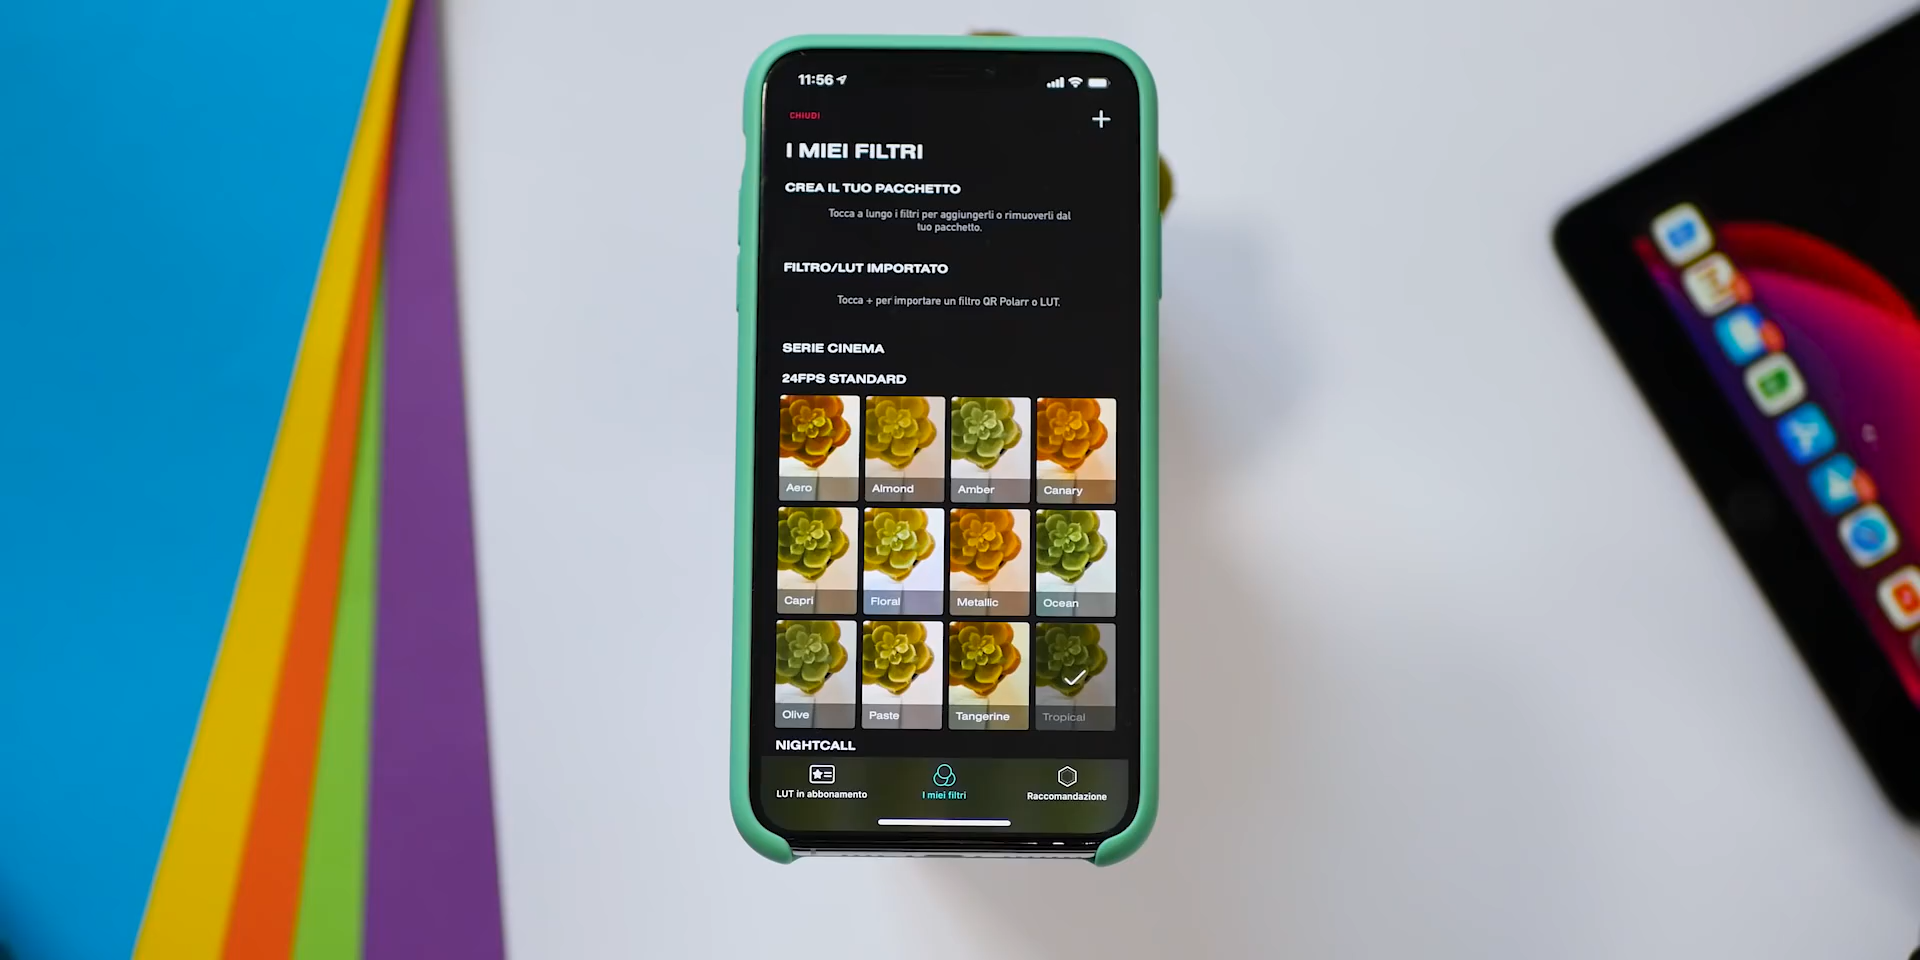 11:56
CHIUDI
I MIEI FILTRI
CREA IL TUO PACCHETTO
Tocca a lungo i filtri per aggiungerli o rimuoverli dal
tuo pacchetto.
FILTRO/LUT IMPORTATO
Tocca + per importare un filtro QR Polarr o LUT.
SERIE CINEMA
24FPS STANDARD
Aero
Almond
Amber
Canary
Capri
Floral
Metallic
Ocean
Olive
Paste
Tangerine
Tropical
NIGHTCALL
LUT in abbonamento
I miei filtri
Raccomandazione